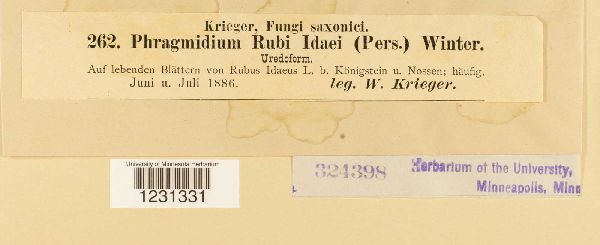 Krieger, Fungi saxonici.
262. Phragmidium Rubi Idaei (Pers.) Winter.
Uredoform.
Auf lebenden Blättern von Rubus Idaeus L. b. Königstein u. Nossen; häufig.
Juni u. Juli 1886. leg. W. Krieger.
University of Minnesota Herbarium
1231331
324398
Herbarium of the University,
Minneapolis, Minn